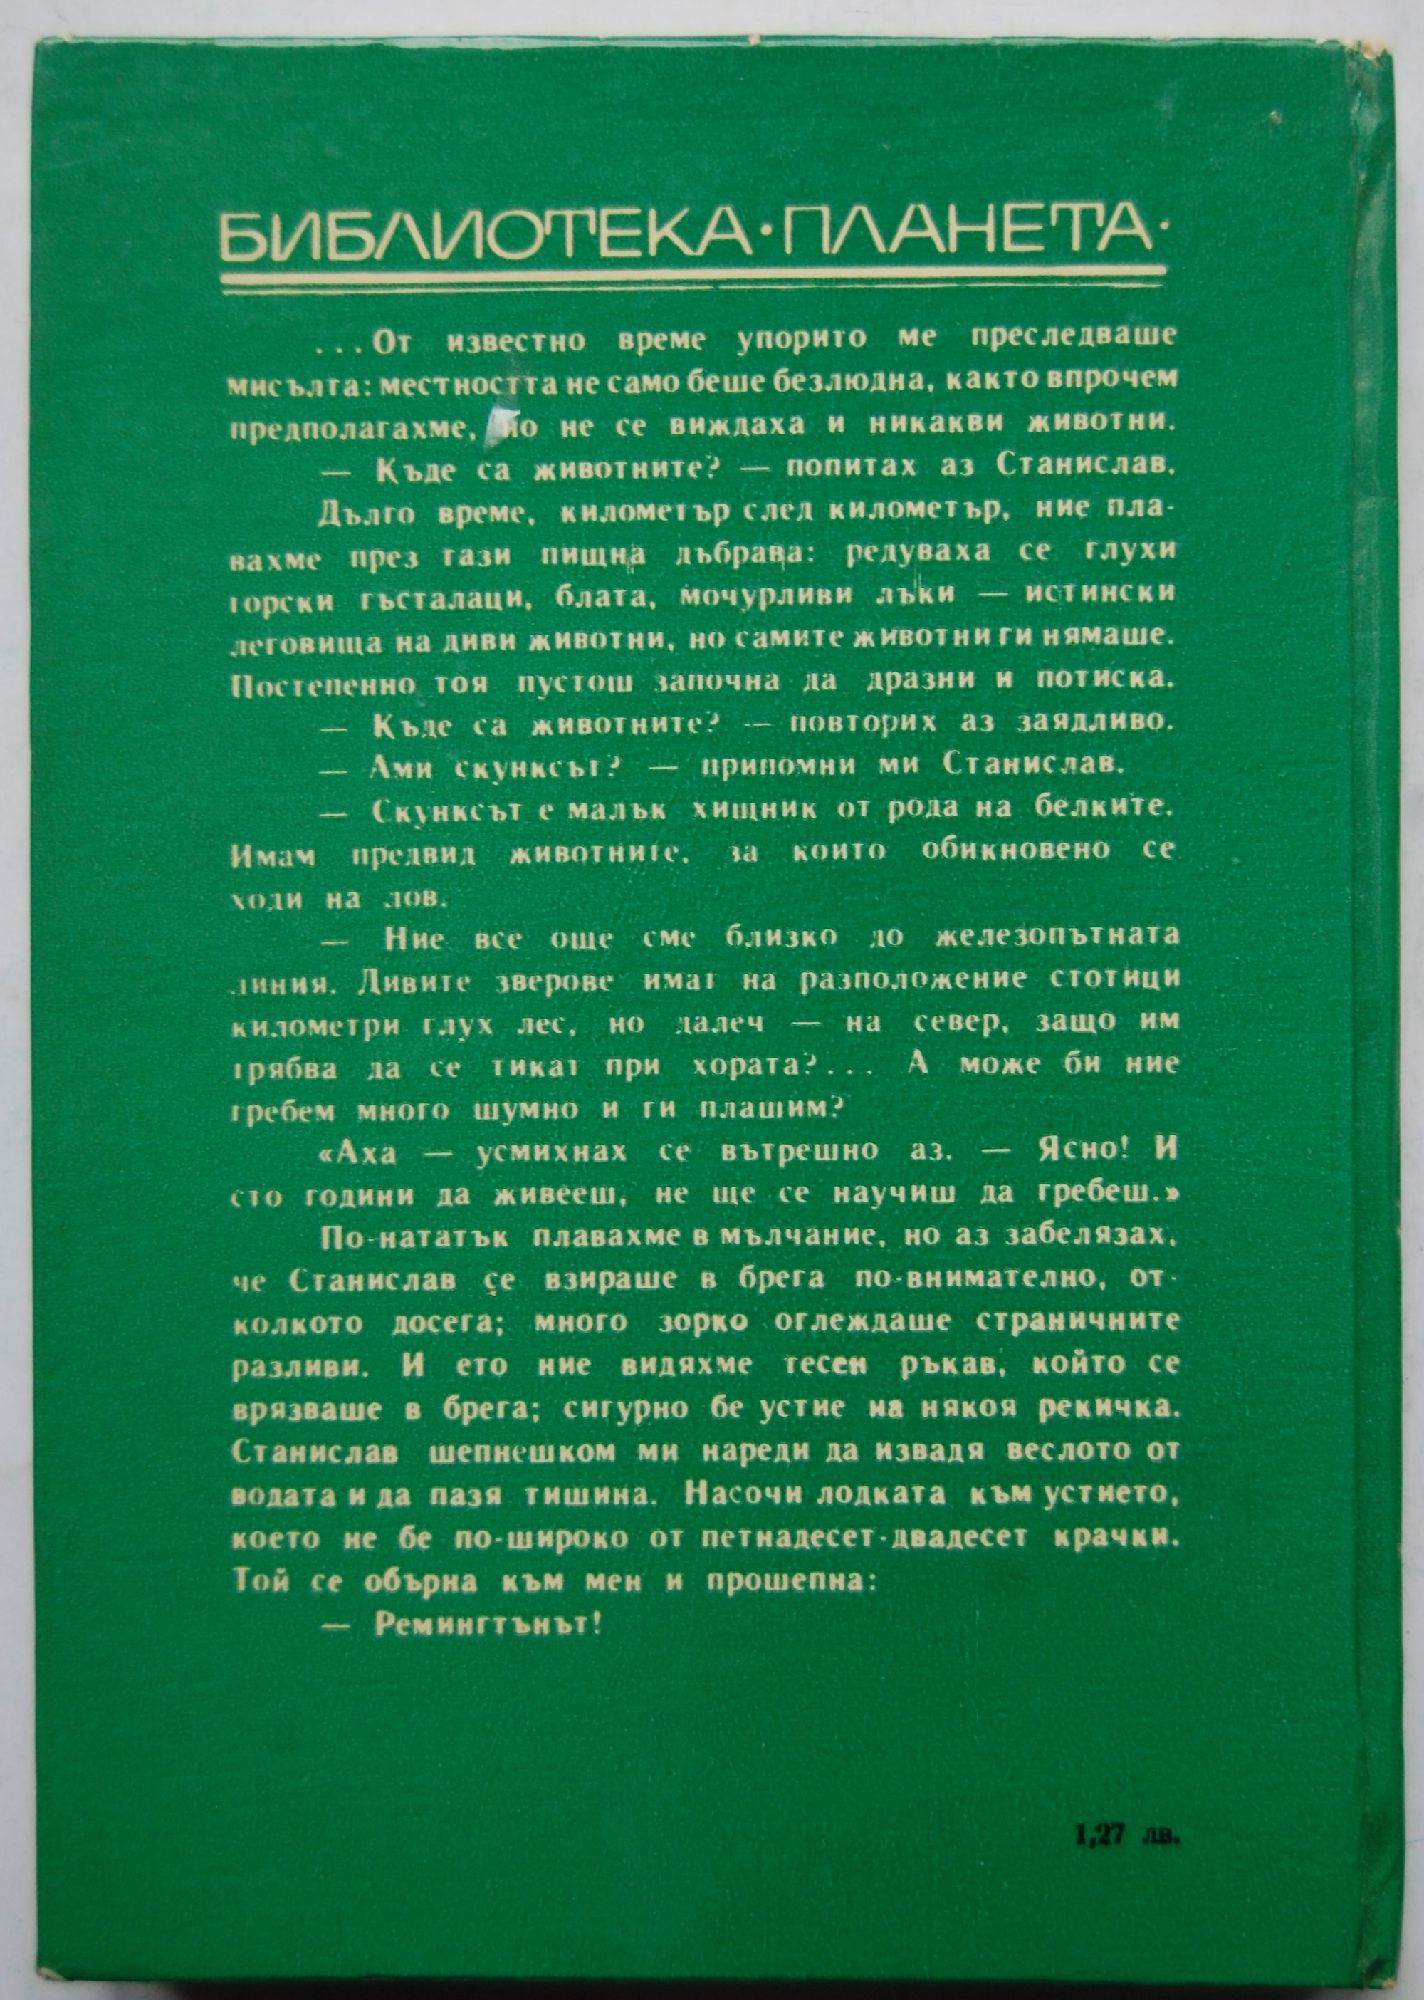 БИБЛИОТЕКА·ПЛАНЕТА·
...От известно време упорито ме преследваше
мисълта: местността не само беше безлюдна, както впрочем
предполагахме, но не се виждаха и никакви животни.
— Къде са животните? — попитах аз Станислав.
Дълго време, километър след километър, ние пла-
вахме през тази пищна дъбрава: редуваха се глухи
горски гъсталаци, блата, мочурливи лъки — истински
леговища на диви животни, но самите животни ги нямаше.
Постепенно тоя пустош започна да дразни и потиска.
— Къде са животните? — повторих аз заядливо.
— Ами скунксът? — припомни ми Станислав.
— Скунксът е малък хищник от рода на белките.
Имам предвид животните, за които обикновено се
ходи на лов.
— Ние все още сме близко до железопътната
линия. Дивите зверове имат на разположение стотици
километри глух лес, но далеч — на север, защо им
трябва да се тикат при хората?... А може би ние
гребем много шумно и ги плашим?
«Аха — усмихнах се вътрешно аз. — Ясно! И
сто години да живееш, не ще се научиш да гребеш.»
По-нататък плавахме в мълчание, но аз забелязах,
че Станислав се взираше в брега по-внимателно, от-
колкото досега; много зорко оглеждаше страничните
разливи. И ето ние видяхме тесен ръкав, който се
врязваше в брега; сигурно бе устие на някоя рекичка.
Станислав шепнешком ми нареди да извадя веслото от
водата и да пазя тишина. Насочи лодката към устието,
което не бе по-широко от петнадесет-двадесет крачки.
Той се обърна към мен и прошепна:
— Ремингтънът!
1,27 лв.